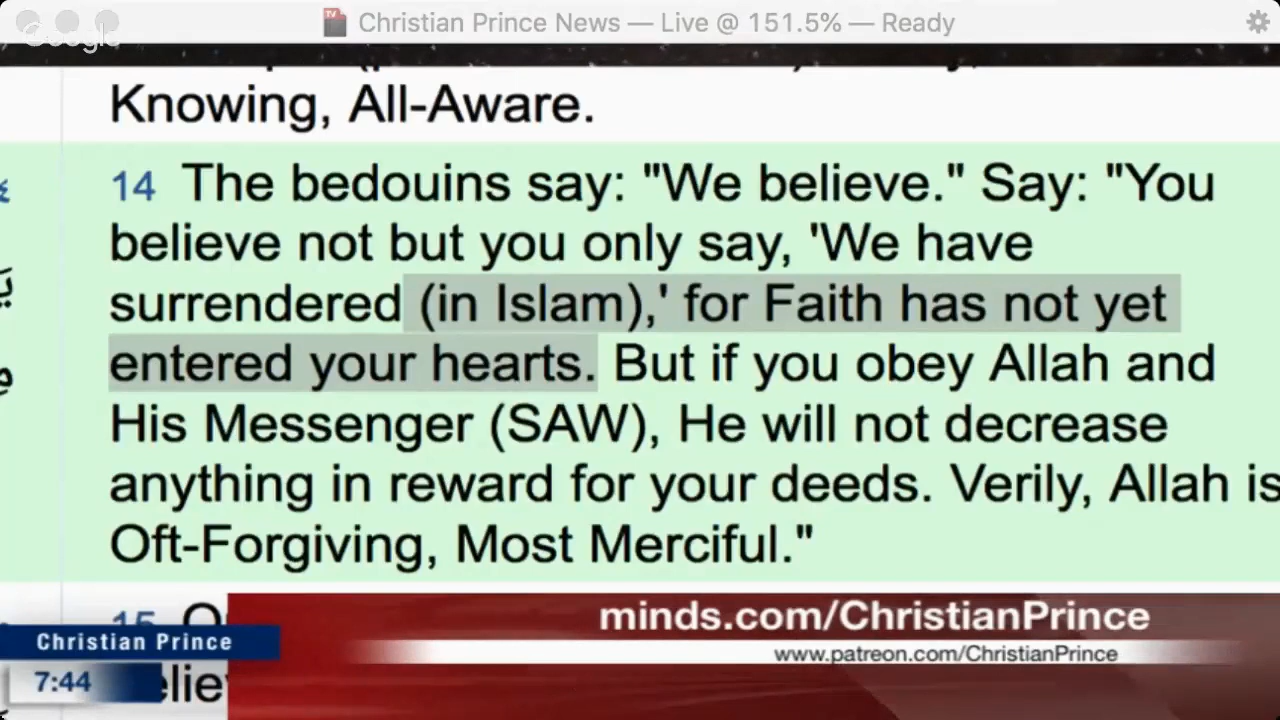 Christian Prince News — Live @ 151.5% — Ready
Google
Knowing, All-Aware.
14 The bedouins say: "We believe." Say: "You
believe not but you only say, 'We have
surrendered (in Islam),' for Faith has not yet
entered your hearts. But if you obey Allah and
His Messenger (SAW), He will not decrease
anything in reward for your deeds. Verily, Allah is
Oft-Forgiving, Most Merciful."
15
minds.com/ChristianPrince
Christian Prince
www.patreon.com/ChristianPrince
7:44